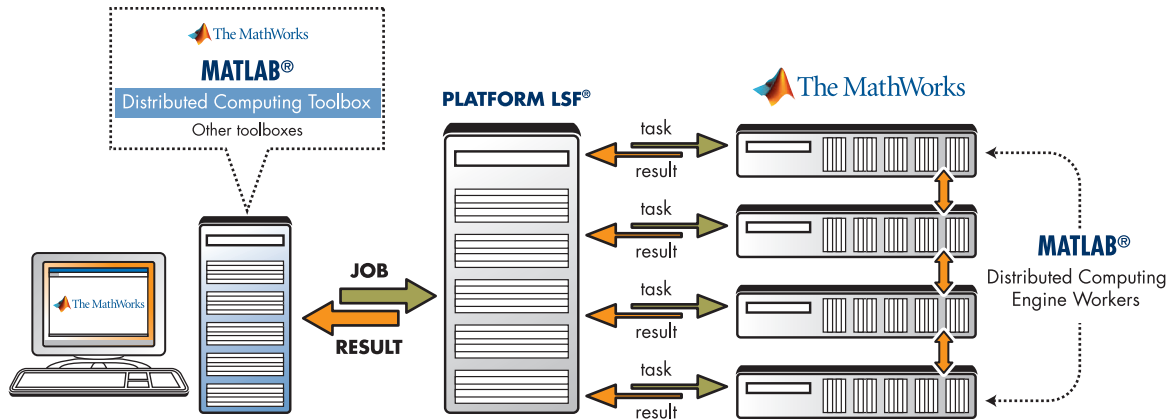 The MathWorks
MATLAB®
Distributed Computing Toolbox
Other toolboxes
The MathWorks
JOB
RESULT
PLATFORM LSF®
task
result
task
result
task
result
task
result
The MathWorks
MATLAB®
Distributed Computing
Engine Workers